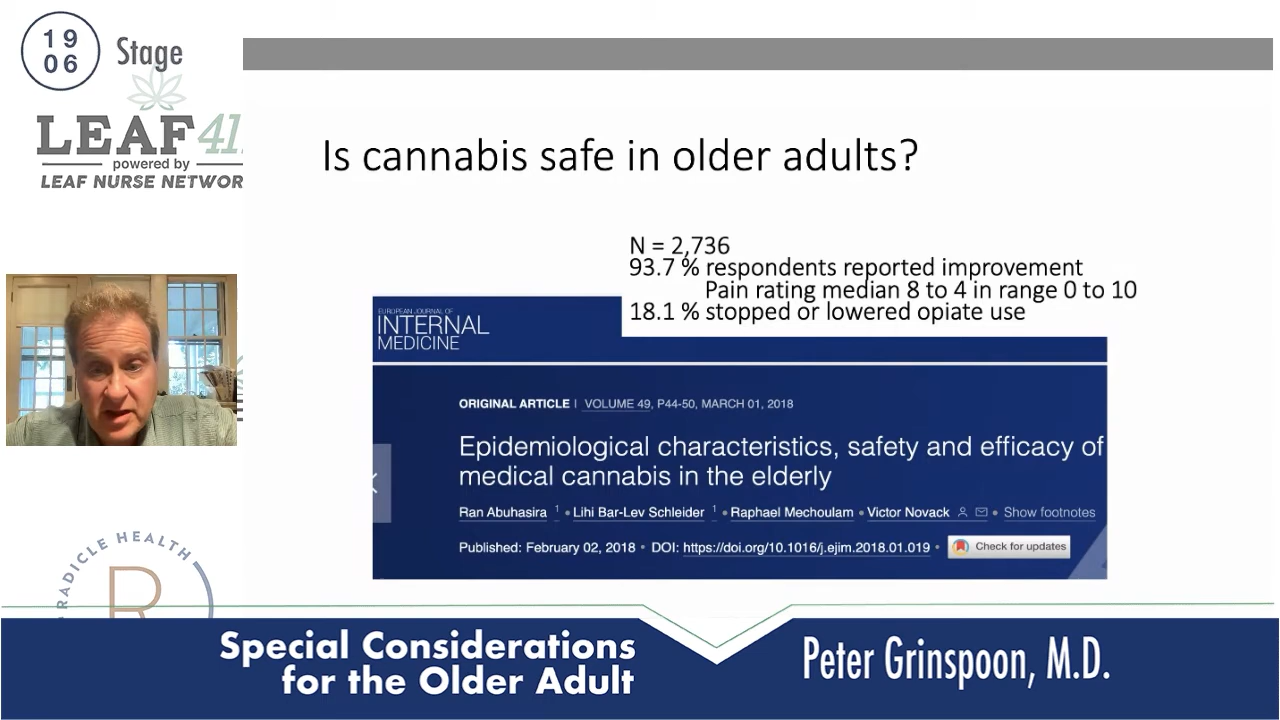 19
06
Stage
LEAF 41
powered by
LEAF NURSE NETWOR
Is cannabis safe in older adults?
N = 2,736
93.7 % respondents reported improvement
Pain rating median 8 to 4 in range 0 to 10
18.1 % stopped or lowered opiate use
EUROPEAN JOURNAL OF
INTERNAL
MEDICINE
ORIGINAL ARTICLE | VOLUME 49, P44-50, MARCH 01, 2018
Epidemiological characteristics, safety and efficacy of
medical cannabis in the elderly
Ran Abuhasira 1 • Lihi Bar-Lev Schleider 1 • Raphael Mechoulam • Victor Novack • Show footnotes
Published: February 02, 2018 • DOI: https://doi.org/10.1016/j.ejim.2018.01.019 • Check for updates
RADICLE HEALTH
R
Special Considerations
for the Older Adult
Peter Grinspoon, M.D.